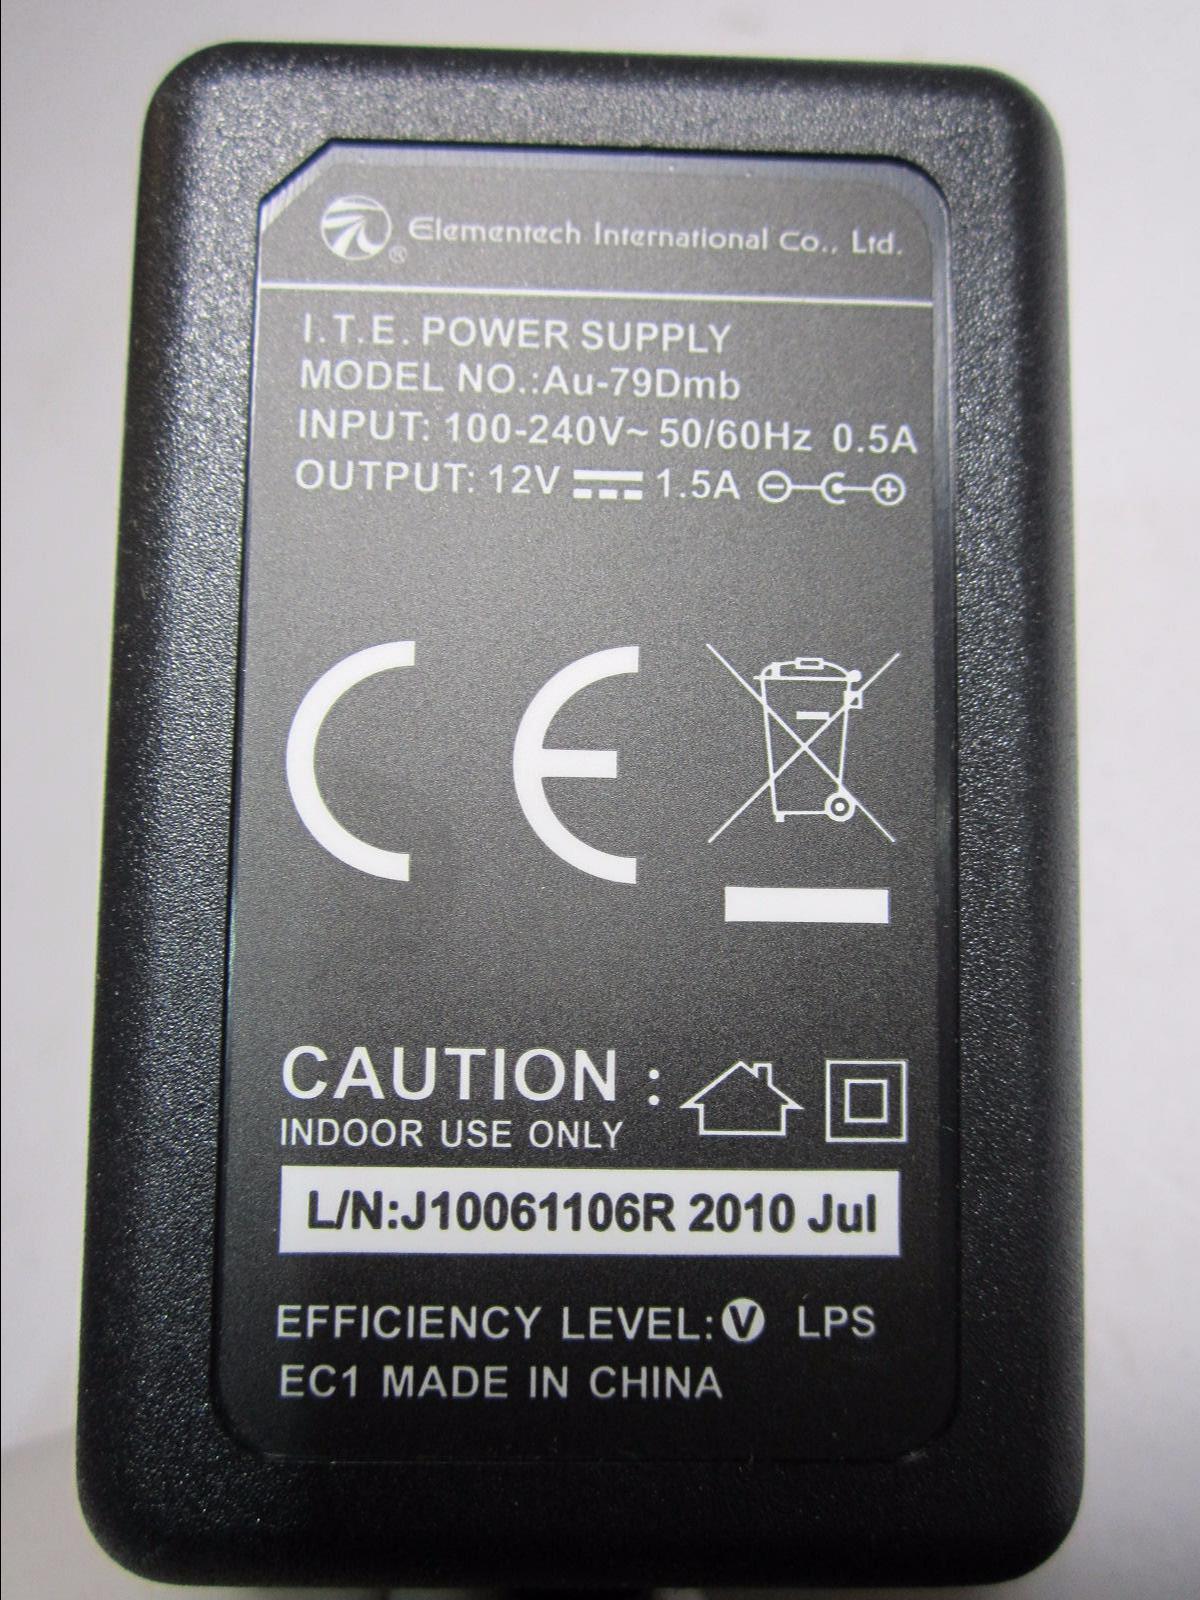 ® Elementech International Co., Ltd.
I.T.E. POWER SUPPLY
MODEL NO.:Au-79Dmb
INPUT: 100-240V~ 50/60Hz 0.5A
OUTPUT: 12V ⎓ 1.5A
CE
CAUTION :
INDOOR USE ONLY
L/N:J10061106R 2010 Jul
EFFICIENCY LEVEL:V LPS
EC1 MADE IN CHINA